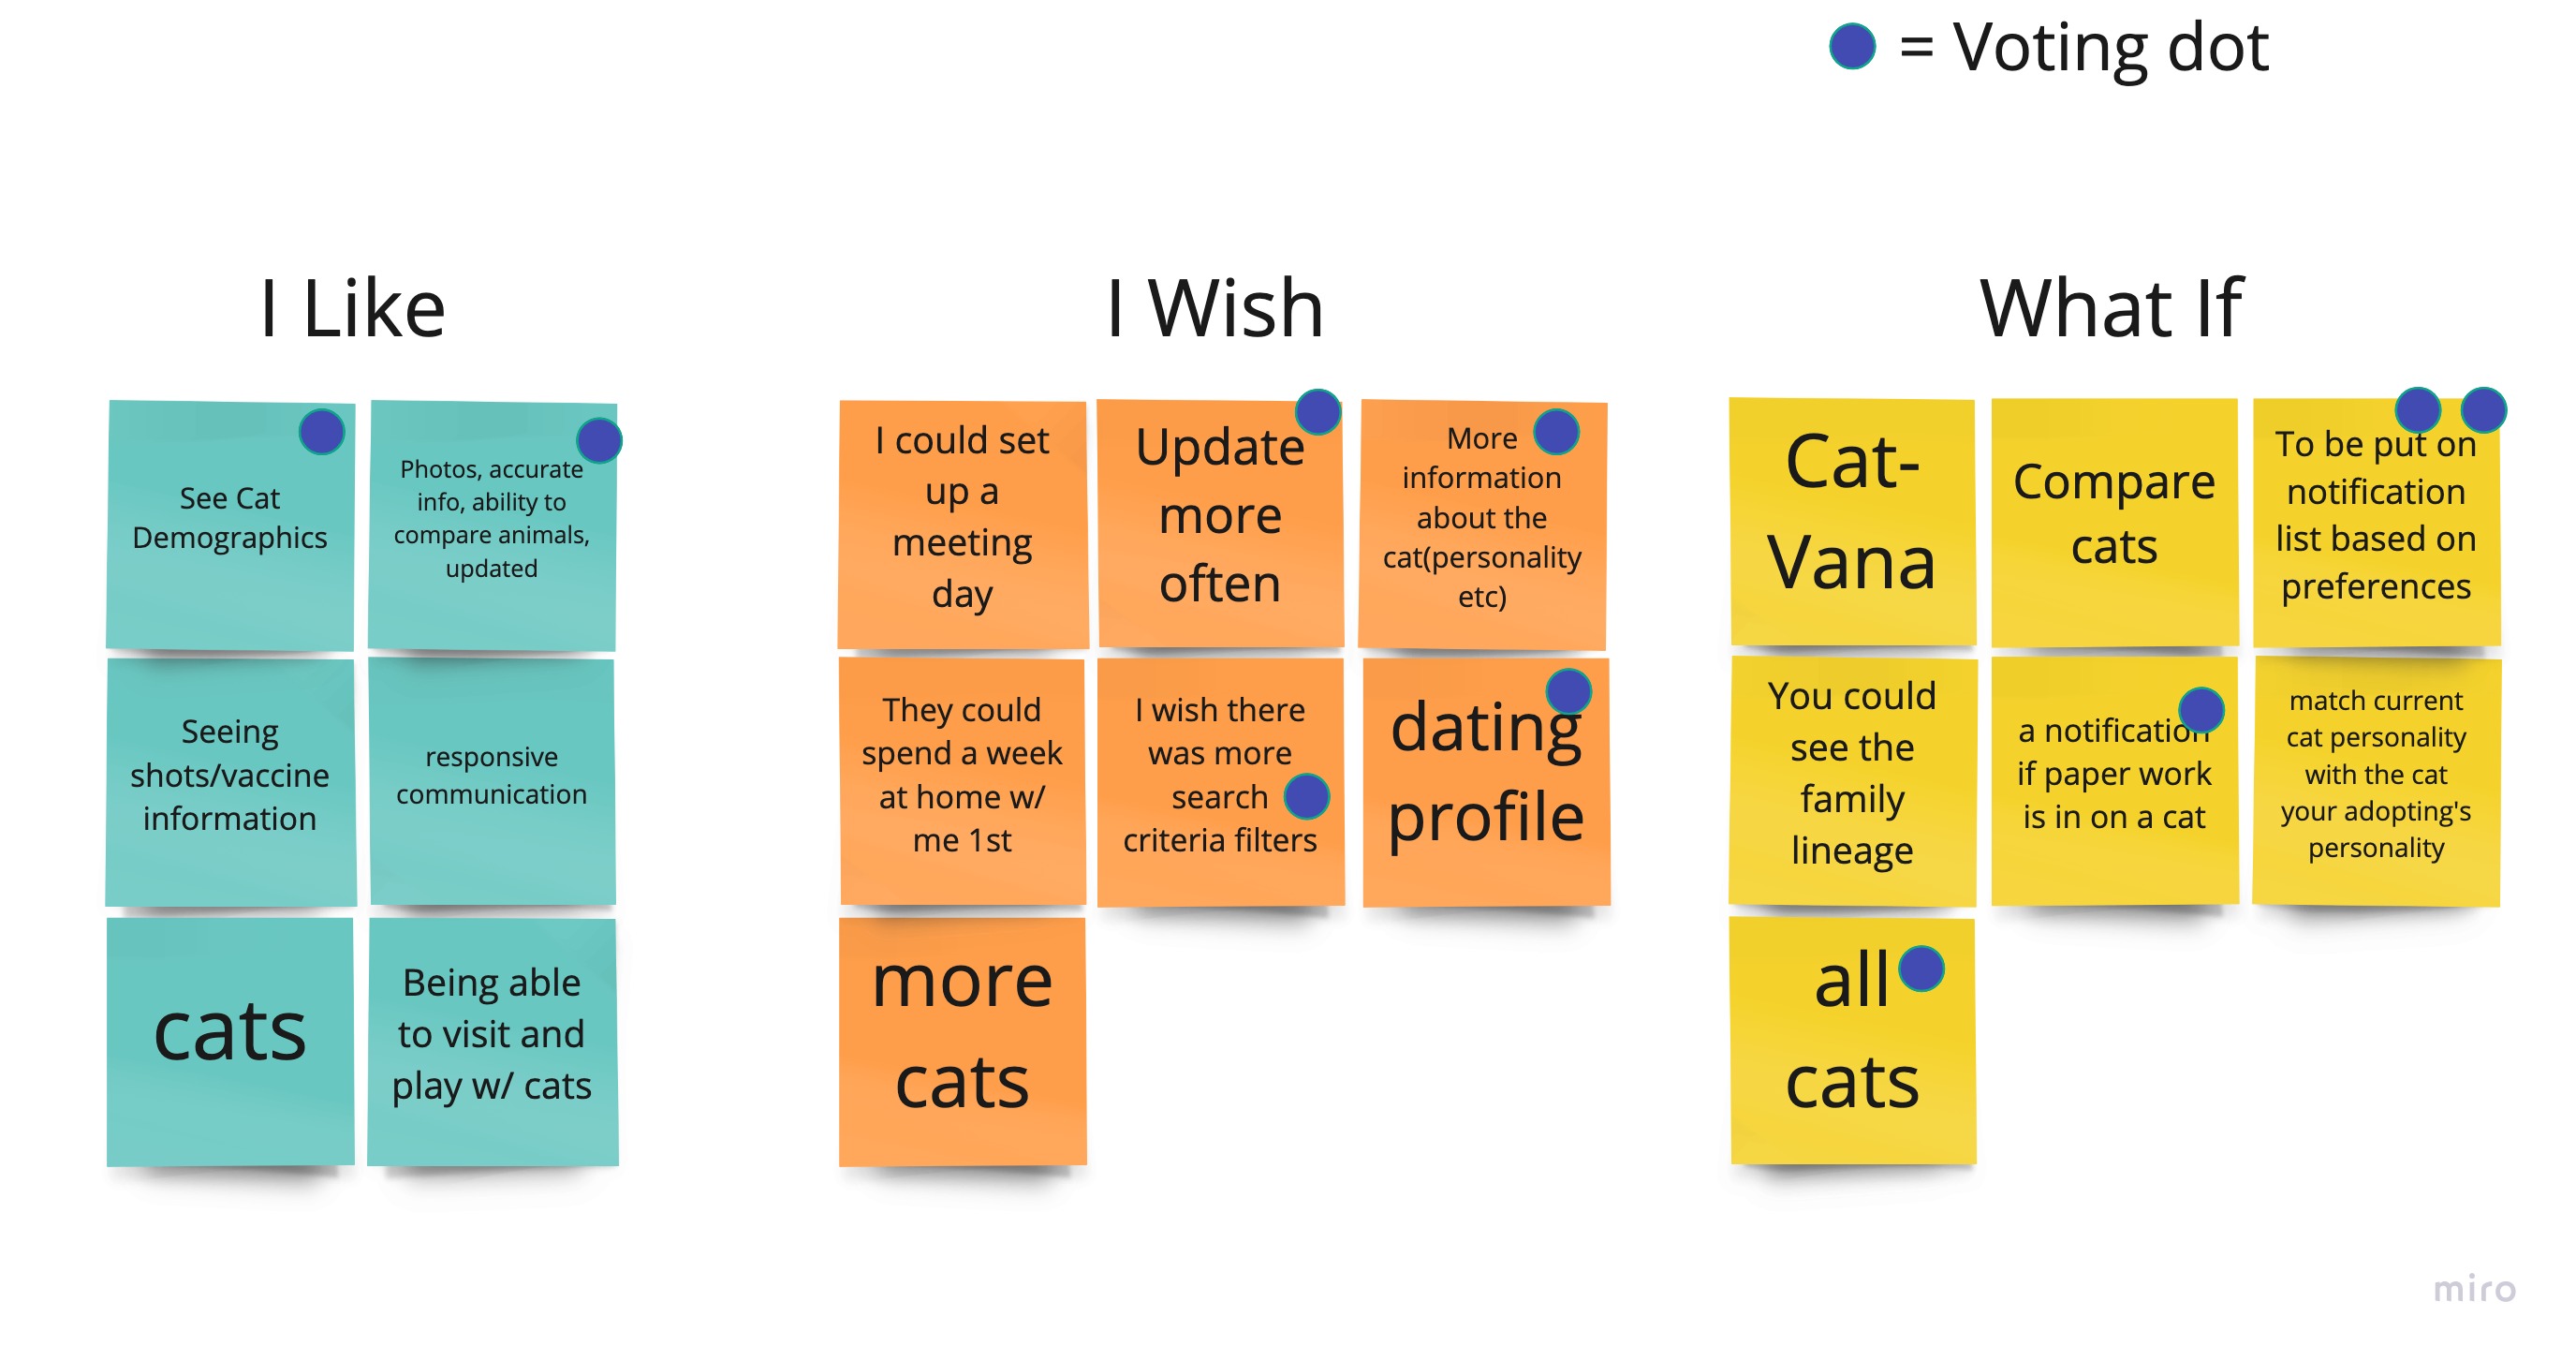 = Voting dot
I Like
I Wish
What If
See Cat
Demographics
Photos, accurate
info, ability to
compare animals,
updated
Seeing
shots/vaccine
information
responsive
communication
cats
Being able
to visit and
play w/ cats
I could set
up a
meeting
day
Update
more
often
More
information
about the
cat(personality
etc)
They could
spend a week
at home w/
me 1st
I wish there
was more
search
criteria filters
dating
profile
more
cats
Cat-
Vana
Compare
cats
To be put on
notification
list based on
preferences
You could
see the
family
lineage
a notification
if paper work
is in on a cat
match current
cat personality
with the cat
your adopting's
personality
all
cats
miro